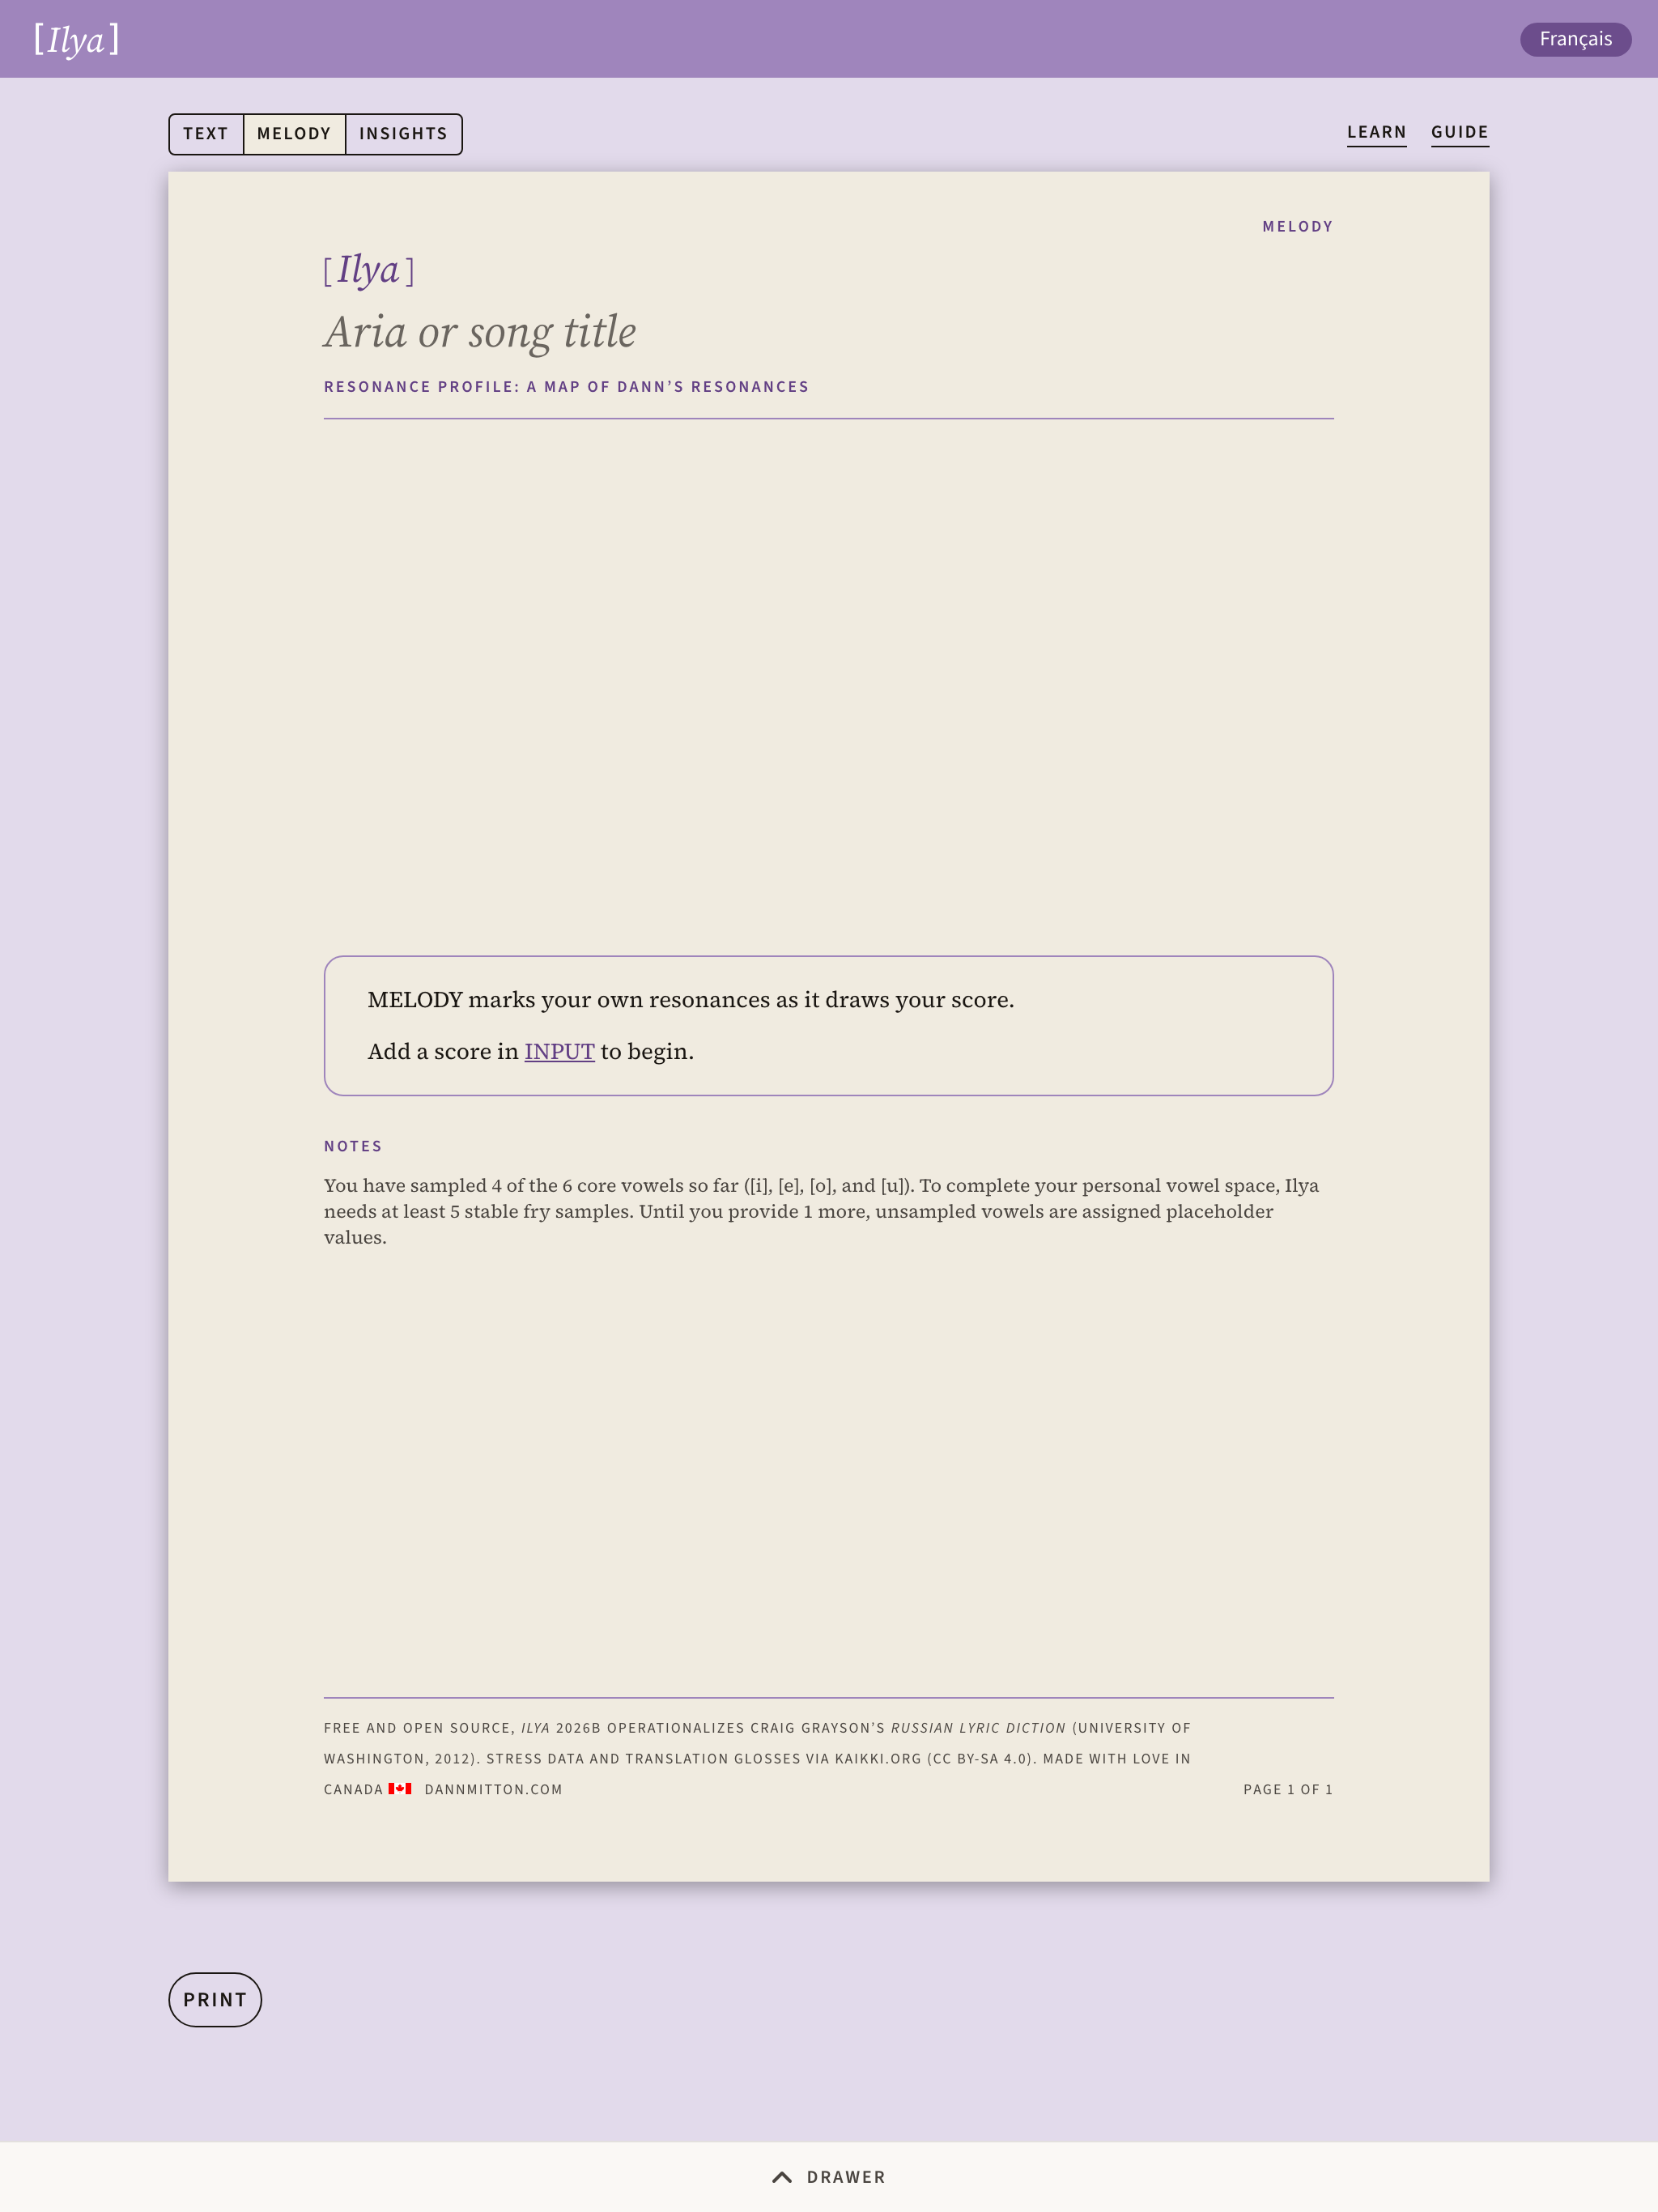 [Ilya]
Français
TEXT MELODY INSIGHTS
LEARN GUIDE
MELODY
[Ilya]
Aria or song title
RESONANCE PROFILE: A MAP OF DANN’S RESONANCES
MELODY marks your own resonances as it draws your score.
Add a score in INPUT to begin.
NOTES
You have sampled 4 of the 6 core vowels so far ([i], [e], [o], and [u]). To complete your personal vowel space, Ilya
needs at least 5 stable fry samples. Until you provide 1 more, unsampled vowels are assigned placeholder
values.
FREE AND OPEN SOURCE, ILYA 2026B OPERATIONALIZES CRAIG GRAYSON’S RUSSIAN LYRIC DICTION (UNIVERSITY OF
WASHINGTON, 2012). STRESS DATA AND TRANSLATION GLOSSES VIA KAIKKI.ORG (CC BY-SA 4.0). MADE WITH LOVE IN
CANADA DANNMITTON.COM
PAGE 1 OF 1
PRINT
DRAWER